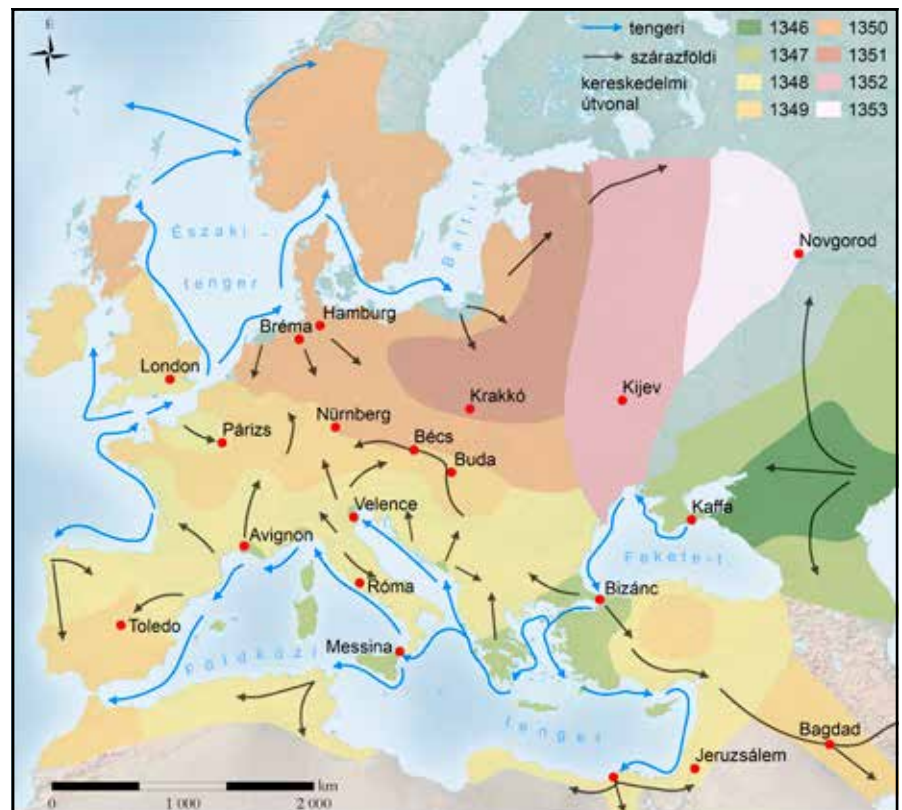 É
tengeri
szárazföldi
kereskedelmi
útvonal
1346
1347
1348
1349
1350
1351
1352
1353
Északi-
tenger
Balti-t.
Novgorod
Hamburg
Bréma
London
Krakkó
Kijev
Nürnberg
Párizs
Bécs
Buda
Velence
Kaffa
Avignon
Fekete-t.
Róma
Bizánc
Toledo
Messina
Földközi
tenger
Bagdad
Jeruzsálem
km
0
1 000
2 000